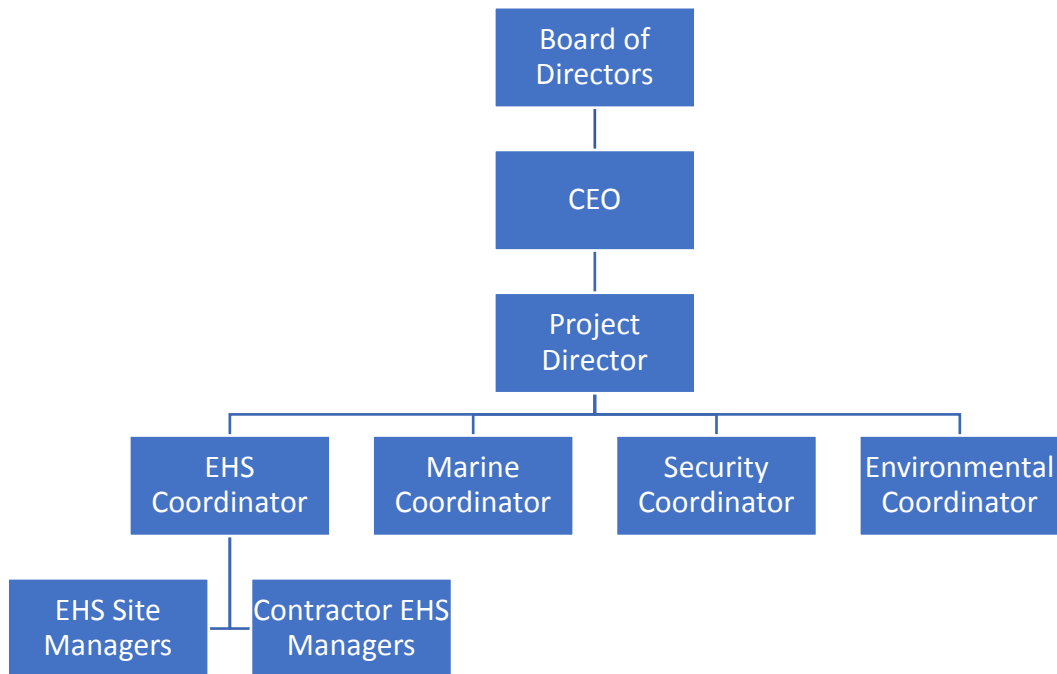 Board of
Directors
CEO
Project
Director
EHS
Coordinator
Marine
Coordinator
Security
Coordinator
Environmental
Coordinator
EHS Site
Managers
Contractor EHS
Managers